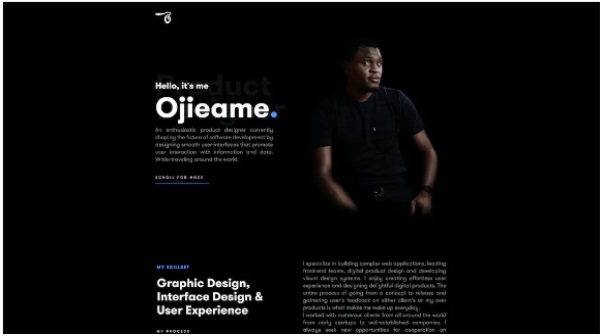 Product
Hello, it's me
Ojieame.
An enthusiastic product designer currently
shaping the future of software development by
designing smooth user-interfaces that promote
user interaction with information and data.
While traveling around the world.
SCROLL FOR MORE
MY SKILLSET
Graphic Design,
Interface Design &
User Experience
MY PROCESS
I specialize in building complex web applications, leading
front-end teams, digital product design and developing
visual design systems. I enjoy creating effortless user
experience and designing delightful digital products. The
entire process of going from a concept to release and
gathering user's feedback on either client's or my own
products is what makes me wake up everyday.
I worked with numerous clients from all around the world
from early startups to well-established companies. I
always seek new opportunities for cooperation on